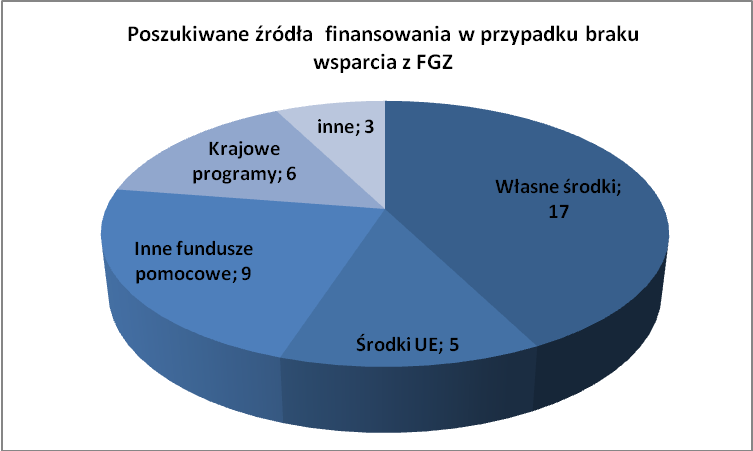 Poszukiwane źródła finansowania w przypadku braku
wsparcia z FGZ
inne; 3
Krajowe
programy; 6
Własne środki;
17
Inne fundusze
pomocowe; 9
Środki UE; 5